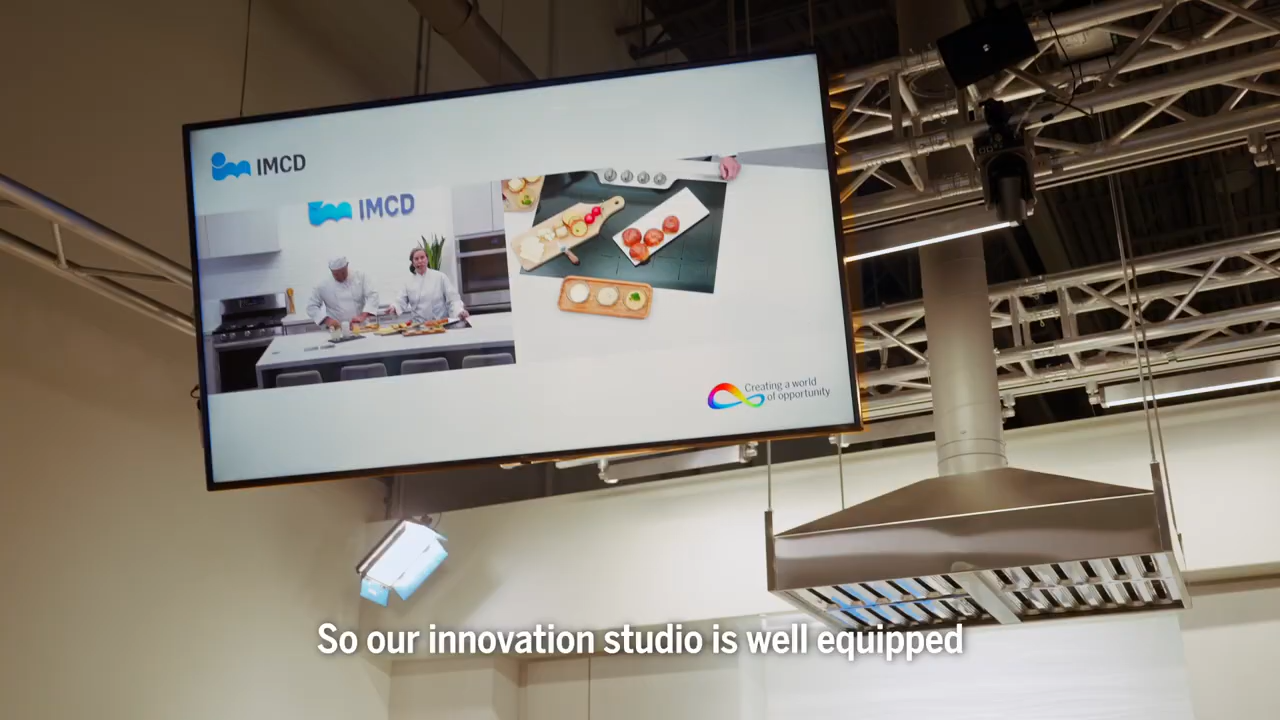 IMCD
IMCD
Creating a world
of opportunity
So our innovation studio is well equipped